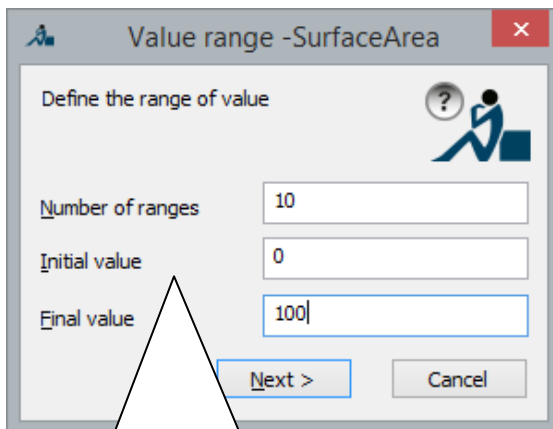 Value range -SurfaceArea
Define the range of value
?
Number of ranges 10
Initial value 0
Final value 100
Next > Cancel